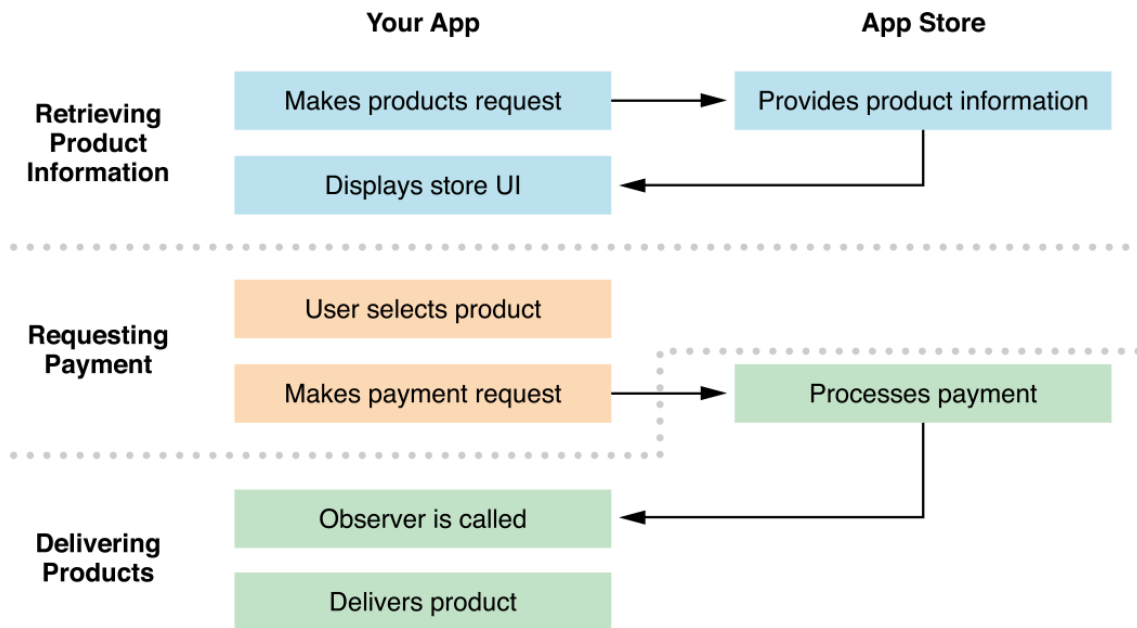 Your App
App Store
Retrieving
Product
Information
Makes products request
Provides product information
Displays store UI
Requesting
Payment
User selects product
Makes payment request
Processes payment
Delivering
Products
Observer is called
Delivers product